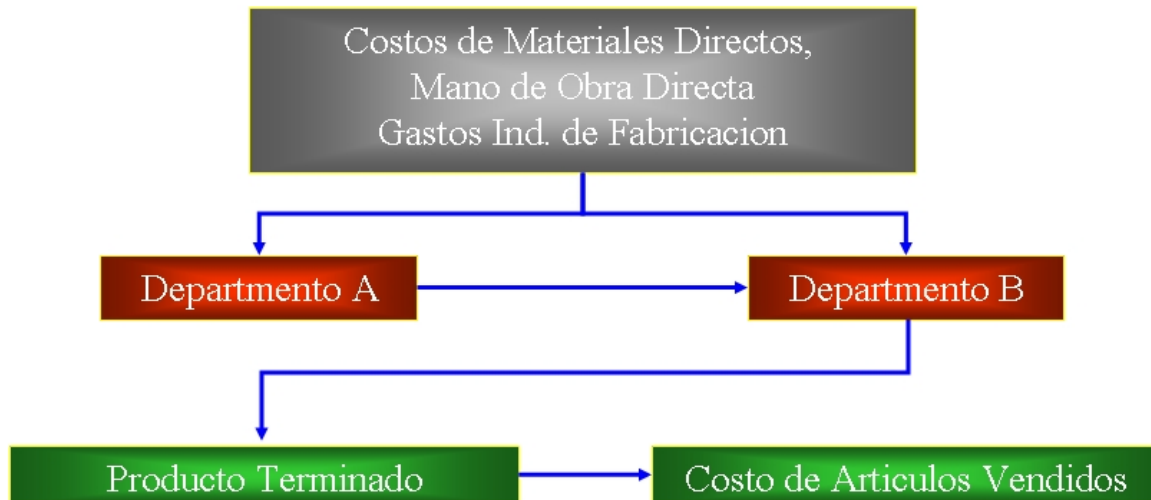 Costos de Materiales Directos,
Mano de Obra Directa
Gastos Ind. de Fabricacion
Departmento A
Departmento B
Producto Terminado
Costo de Articulos Vendidos